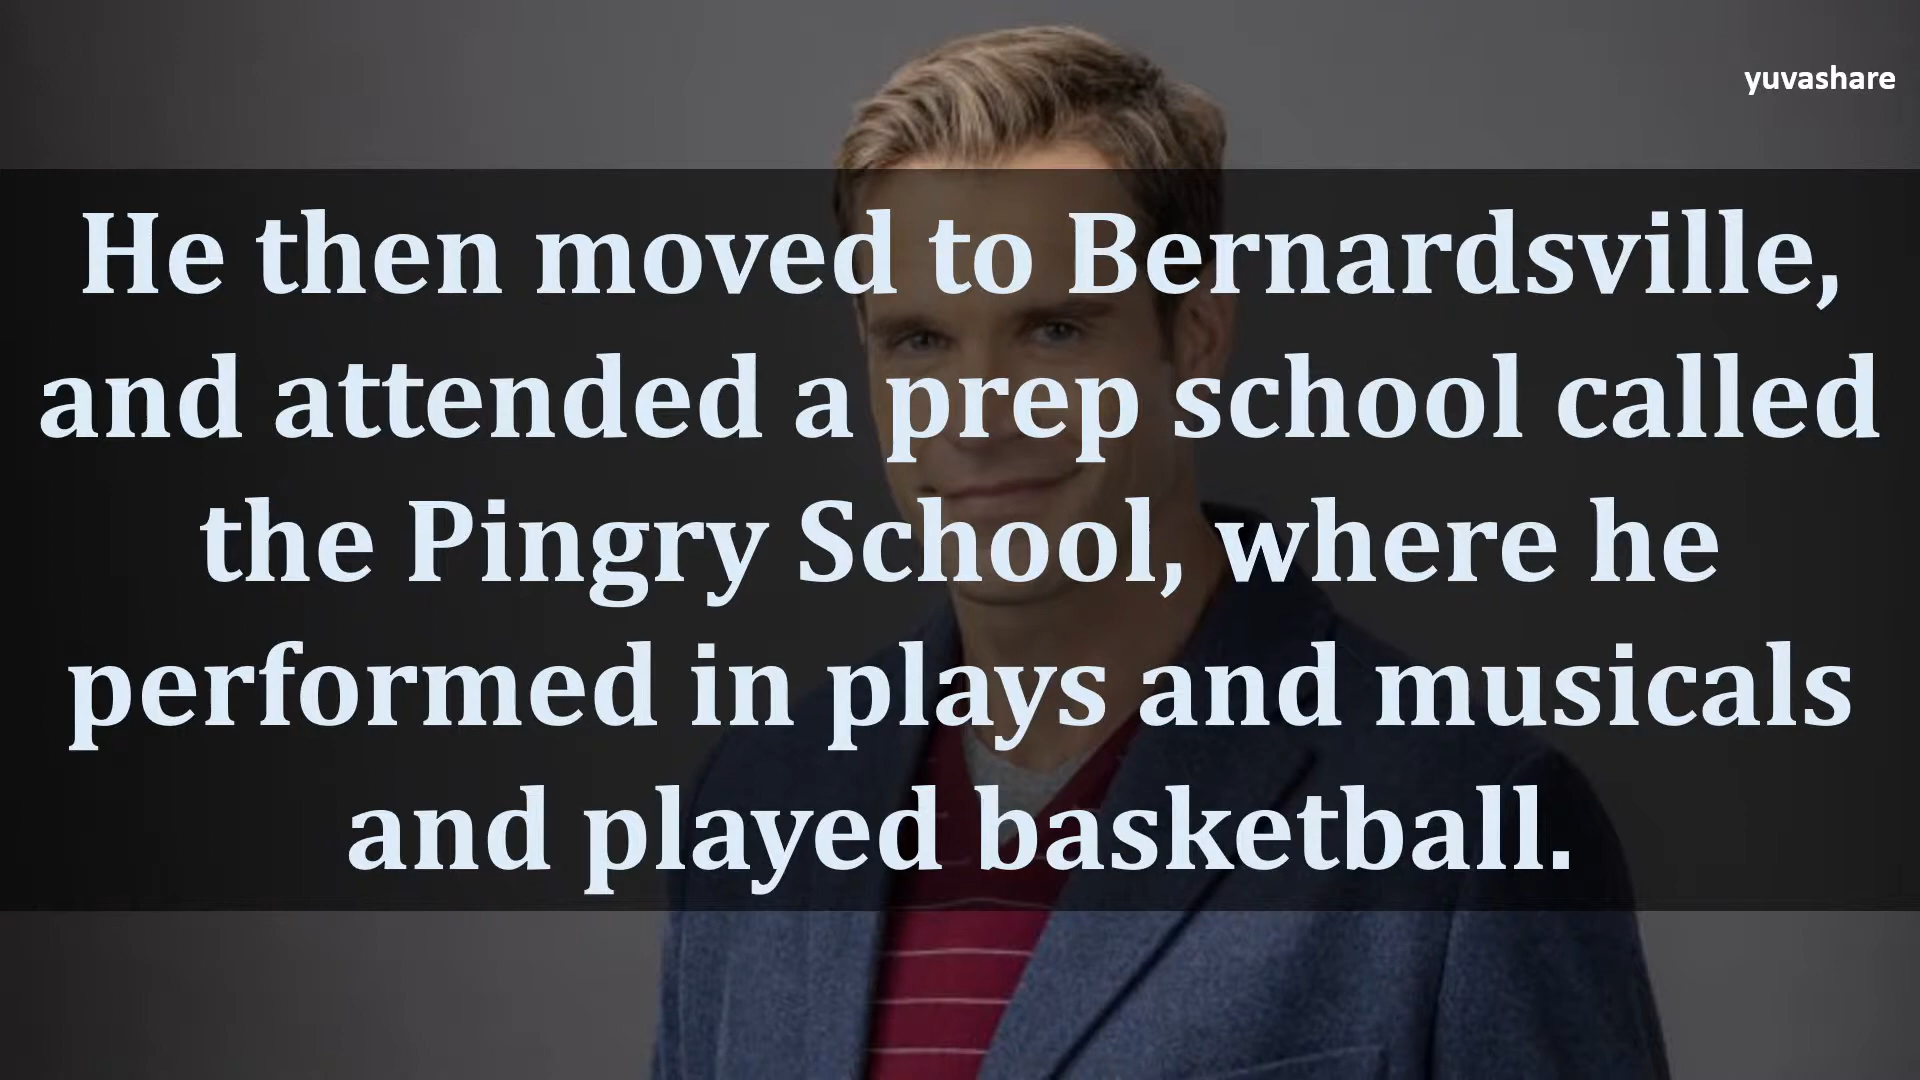 yuvashare
He then moved to Bernardsville,
and attended a prep school called
the Pingry School, where he
performed in plays and musicals
and played basketball.